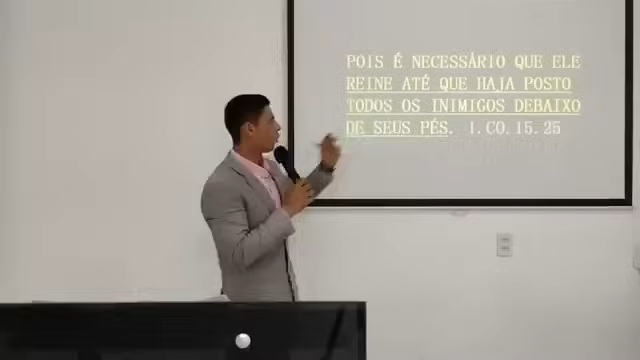 POIS É NECESSÁRIO QUE ELE
REINE ATÉ QUE HAJA POSTO
TODOS OS INIMIGOS DEBAIXO
DE SEUS PÉS. I.CO.15.25